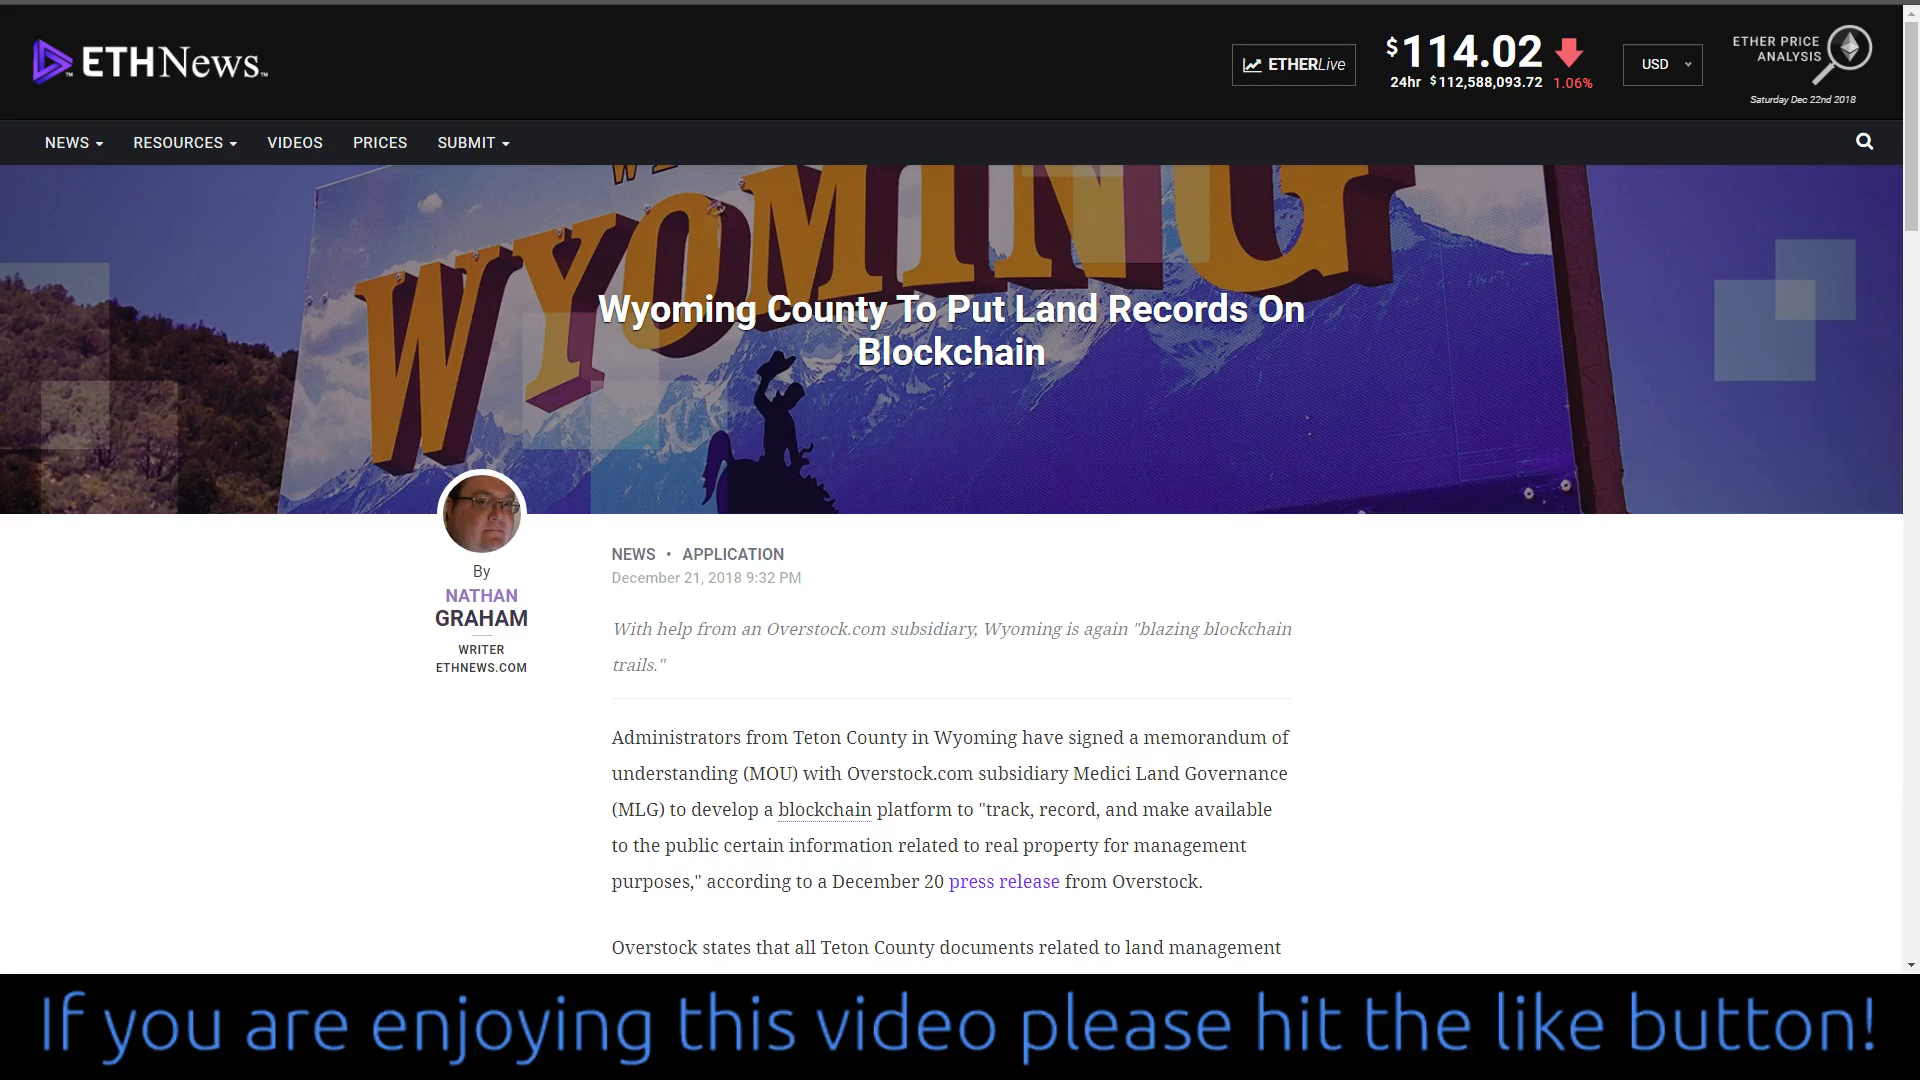 ETHNews™
ETHERLive
$114.02
24hr $112,588,093.72 1.06%
USD
ETHER PRICE
ANALYSIS
Saturday Dec 22nd 2018
NEWS
RESOURCES
VIDEOS
PRICES
SUBMIT
WYOMING
Wyoming County To Put Land Records On
Blockchain
By
NATHAN
GRAHAM
WRITER
ETHNEWS.COM
NEWS • APPLICATION
December 21, 2018 9:32 PM
With help from an Overstock.com subsidiary, Wyoming is again "blazing blockchain
trails."
Administrators from Teton County in Wyoming have signed a memorandum of
understanding (MOU) with Overstock.com subsidiary Medici Land Governance
(MLG) to develop a blockchain platform to "track, record, and make available
to the public certain information related to real property for management
purposes," according to a December 20 press release from Overstock.
Overstock states that all Teton County documents related to land management
If you are enjoying this video please hit the like button!